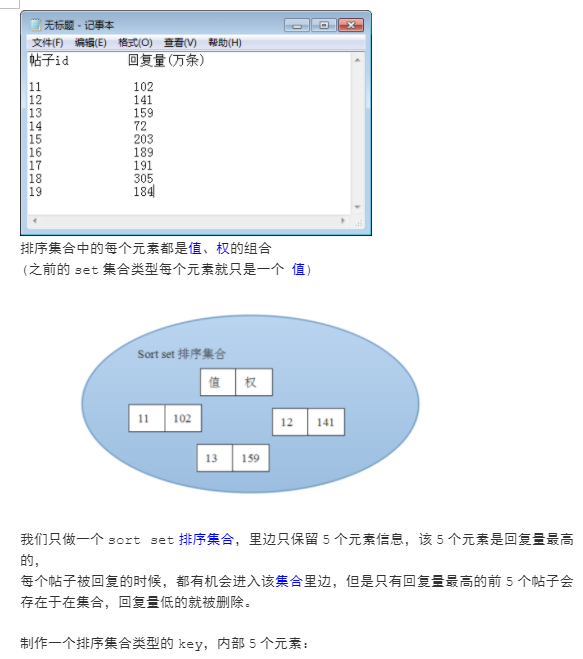 无标题 - 记事本
文件(F) 编辑(E) 格式(O) 查看(V) 帮助(H)
帖子id 回复量(万条)
11 102
12 141
13 159
14 72
15 203
16 189
17 191
18 305
19 184
排序集合中的每个元素都是值、权的组合
(之前的 set 集合类型每个元素就只是一个 值)
Sort set 排序集合
值 权
11 102
12 141
13 159
我们只做一个 sort set 排序集合，里边只保留 5 个元素信息，该 5 个元素是回复量最高
的，
每个帖子被回复的时候，都有机会进入该集合里边，但是只有回复量最高的前 5 个帖子会
存在于在集合，回复量低的就被删除。
制作一个排序集合类型的 key，内部 5 个元素：